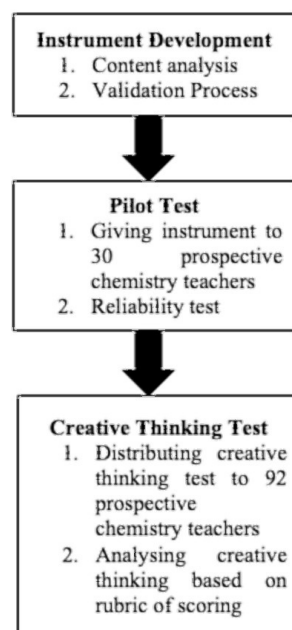 Instrument Development
1. Content analysis
2. Validation Process
Pilot Test
1. Giving instrument to
30 prospective
chemistry teachers
2. Reliability test
Creative Thinking Test
1. Distributing creative
thinking test to 92
prospective
chemistry teachers
2. Analysing creative
thinking based on
rubric of scoring